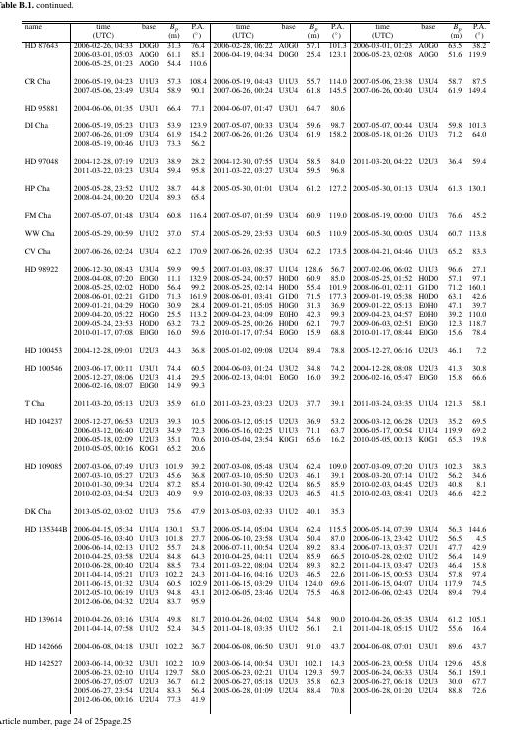 Table B.1. continued.
name time base Bp P.A. time base Bp P.A. time base Bp P.A.
(UTC) (m) (°) (UTC) (m) (°) (UTC) (m) (°)
HD 87643 2006-02-26, 04:33 D0G0 31.3 76.4 2006-02-28, 06:22 A0G0 57.1 101.3 2006-03-01, 01:23 A0G0 63.5 38.2
2006-03-01, 05:03 A0G0 61.1 85.1 2006-04-19, 04:34 D0G0 25.4 123.1 2006-05-23, 02:08 A0G0 51.6 119.9
2006-05-25, 01:23 A0G0 54.4 110.6
CR Cha 2006-05-19, 04:23 U1U3 57.3 108.4 2006-05-19, 04:43 U1U3 55.7 114.0 2007-05-06, 23:38 U3U4 58.7 87.5
2007-05-06, 23:49 U3U4 58.9 90.1 2007-06-26, 00:24 U3U4 61.8 145.5 2007-06-26, 00:40 U3U4 61.9 149.4
HD 95881 2004-06-06, 01:35 U3U1 66.4 77.1 2004-06-07, 01:47 U3U1 64.7 80.6
DI Cha 2006-05-19, 05:23 U1U3 53.9 123.9 2007-05-07, 00:33 U3U4 59.6 98.7 2007-05-07, 00:44 U3U4 59.8 101.3
2007-06-26, 01:09 U3U4 61.9 154.2 2007-06-26, 01:26 U3U4 61.9 158.2 2008-05-18, 01:26 U1U3 71.2 64.0
2008-05-19, 00:46 U1U3 73.3 56.2
HD 97048 2004-12-28, 07:19 U2U3 38.9 28.2 2004-12-30, 07:55 U3U4 58.5 84.0 2011-03-20, 04:22 U2U3 36.4 59.4
2011-03-22, 03:23 U3U4 59.4 95.8 2011-03-22, 03:27 U3U4 59.5 96.8
HP Cha 2005-05-28, 23:52 U1U2 38.7 44.8 2005-05-30, 01:01 U3U4 61.2 127.2 2005-05-30, 01:13 U3U4 61.3 130.1
2008-04-24, 00:20 U2U4 89.3 65.4
FM Cha 2007-05-07, 01:48 U3U4 60.8 116.4 2007-05-07, 01:59 U3U4 60.9 119.0 2008-05-19, 00:00 U1U3 76.6 45.2
WW Cha 2005-05-29, 00:59 U1U2 37.0 57.4 2005-05-29, 23:53 U3U4 60.5 110.9 2005-05-30, 00:05 U3U4 60.7 113.8
CV Cha 2007-06-26, 02:24 U3U4 62.2 170.9 2007-06-26, 02:35 U3U4 62.2 173.5 2008-04-21, 04:46 U1U3 65.2 83.3
HD 98922 2006-12-30, 08:43 U3U4 59.9 99.5 2007-01-03, 08:37 U1U4 128.6 56.7 2007-02-06, 06:02 U1U3 96.6 27.1
2008-04-08, 07:20 E0G0 11.1 132.9 2008-05-24, 00:57 H0D0 60.9 85.0 2008-05-25, 01:52 H0D0 57.1 97.1
2008-05-25, 02:02 H0D0 56.4 99.2 2008-05-25, 02:14 H0D0 55.4 101.9 2008-06-01, 02:11 G1D0 71.2 160.1
2008-06-01, 02:21 G1D0 71.3 161.9 2008-06-01, 03:41 G1D0 71.5 177.3 2009-01-19, 05:38 H0D0 63.1 42.6
2009-01-21, 04:29 H0G0 30.9 28.4 2009-01-21, 05:05 H0G0 31.3 36.9 2009-01-22, 05:13 E0H0 47.1 39.7
2009-04-20, 05:22 H0G0 25.5 113.2 2009-04-23, 04:09 E0H0 42.3 99.3 2009-04-23, 04:57 E0H0 39.2 110.0
2009-05-24, 23:53 H0D0 63.2 73.2 2009-05-25, 00:26 H0D0 62.1 79.7 2009-06-03, 02:51 E0G0 12.3 118.7
2010-01-17, 07:08 E0G0 16.0 59.6 2010-01-17, 07:54 E0G0 15.9 68.8 2010-01-17, 08:44 E0G0 15.6 78.4
HD 100453 2004-12-28, 09:01 U2U3 44.3 36.8 2005-01-02, 09:08 U2U4 89.4 78.8 2005-12-27, 06:16 U2U3 46.1 7.2
HD 100546 2003-06-17, 00:11 U3U1 74.4 60.5 2004-06-03, 01:24 U3U2 34.8 74.2 2004-12-28, 08:08 U2U3 41.3 30.8
2005-12-27, 08:06 U2U3 41.4 29.5 2006-02-13, 04:01 E0G0 16.0 39.2 2006-02-16, 05:47 E0G0 15.8 66.6
2006-02-16, 08:07 E0G0 14.9 99.3
T Cha 2011-03-20, 05:13 U2U3 35.9 61.0 2011-03-23, 03:23 U2U3 37.7 39.1 2011-03-24, 03:35 U1U4 121.3 58.1
HD 104237 2005-12-27, 06:53 U2U3 39.3 10.5 2006-03-12, 05:15 U2U3 36.9 53.2 2006-03-12, 06:28 U2U3 35.2 69.5
2006-03-12, 06:40 U2U3 34.9 72.3 2006-05-16, 02:25 U1U3 71.1 63.7 2006-05-17, 00:54 U1U4 119.9 69.2
2006-05-18, 02:09 U2U3 35.1 70.6 2010-05-04, 23:54 K0G1 65.6 16.2 2010-05-05, 00:13 K0G1 65.3 19.8
2010-05-05, 00:16 K0G1 65.2 20.6
HD 109085 2007-03-06, 07:49 U1U3 101.9 39.2 2007-03-08, 05:48 U3U4 62.4 109.0 2007-03-09, 07:20 U1U3 102.3 38.3
2007-03-10, 05:27 U2U3 45.6 36.8 2007-03-10, 05:50 U2U3 46.1 39.1 2008-03-20, 07:14 U1U2 56.2 34.6
2010-01-30, 09:34 U2U4 87.2 85.4 2010-01-30, 09:42 U2U4 86.5 85.9 2010-02-03, 04:45 U2U3 40.8 8.1
2010-02-03, 04:54 U2U3 40.9 9.9 2010-02-03, 08:33 U2U3 46.5 41.5 2010-02-03, 08:41 U2U3 46.6 42.2
DK Cha 2013-05-02, 03:02 U1U3 75.6 47.9 2013-05-03, 02:33 U1U2 40.1 35.3
HD 135344B 2006-04-15, 05:34 U1U4 130.1 53.7 2006-05-14, 05:04 U3U4 62.4 115.5 2006-05-14, 07:39 U3U4 56.3 144.6
2006-05-16, 03:40 U1U3 101.8 27.7 2006-06-10, 23:58 U3U4 50.4 87.0 2006-06-13, 23:42 U1U2 56.5 4.5
2006-06-14, 02:13 U1U2 55.7 24.8 2006-07-11, 00:54 U2U4 89.2 83.4 2006-07-13, 03:37 U2U1 47.7 42.9
2010-04-25, 03:58 U2U4 84.8 64.3 2010-04-25, 04:11 U2U4 85.9 66.5 2010-05-28, 02:02 U1U2 56.4 14.9
2010-06-28, 00:40 U2U4 88.5 73.4 2011-03-22, 08:04 U2U4 89.3 82.2 2011-04-13, 03:47 U2U3 46.4 15.8
2011-04-14, 05:21 U1U3 102.2 24.3 2011-04-16, 04:16 U2U3 46.5 22.6 2011-06-15, 00:53 U3U4 57.8 97.4
2011-06-15, 01:32 U3U4 60.5 102.9 2011-06-15, 03:29 U1U4 124.0 69.6 2011-06-15, 04:07 U1U4 117.9 74.5
2012-05-10, 06:19 U1U3 94.8 43.1 2012-06-05, 23:46 U2U4 75.5 46.8 2012-06-06, 02:43 U2U4 89.4 79.4
2012-06-06, 04:32 U2U4 83.7 95.9
HD 139614 2010-04-26, 03:16 U3U4 49.8 81.7 2010-04-26, 04:02 U3U4 54.8 90.0 2010-04-26, 05:35 U3U4 61.2 105.1
2011-04-14, 07:58 U1U2 52.4 34.5 2011-04-18, 03:35 U1U2 56.1 2.1 2011-04-18, 05:15 U1U2 55.6 16.4
HD 142666 2004-06-08, 04:18 U3U1 102.2 36.7 2004-06-08, 06:50 U3U1 91.0 43.7 2004-06-08, 07:01 U3U1 89.6 43.7
HD 142527 2003-06-14, 00:32 U3U1 102.2 10.9 2003-06-14, 00:54 U3U1 102.1 14.3 2005-06-23, 00:58 U1U4 129.6 45.8
2005-06-23, 02:10 U1U4 129.7 58.0 2005-06-23, 02:21 U1U4 129.3 59.7 2005-06-24, 06:33 U3U4 56.1 159.1
2005-06-27, 05:07 U2U3 36.7 61.2 2005-06-27, 05:18 U2U3 35.8 62.3 2005-06-27, 06:18 U2U3 30.0 67.7
2005-06-27, 23:54 U2U4 83.3 56.4 2005-06-28, 01:09 U2U4 88.4 70.8 2005-06-28, 01:20 U2U4 88.8 72.6
2012-06-06, 00:16 U2U4 77.3 41.9
Article number, page 24 of 25page.25